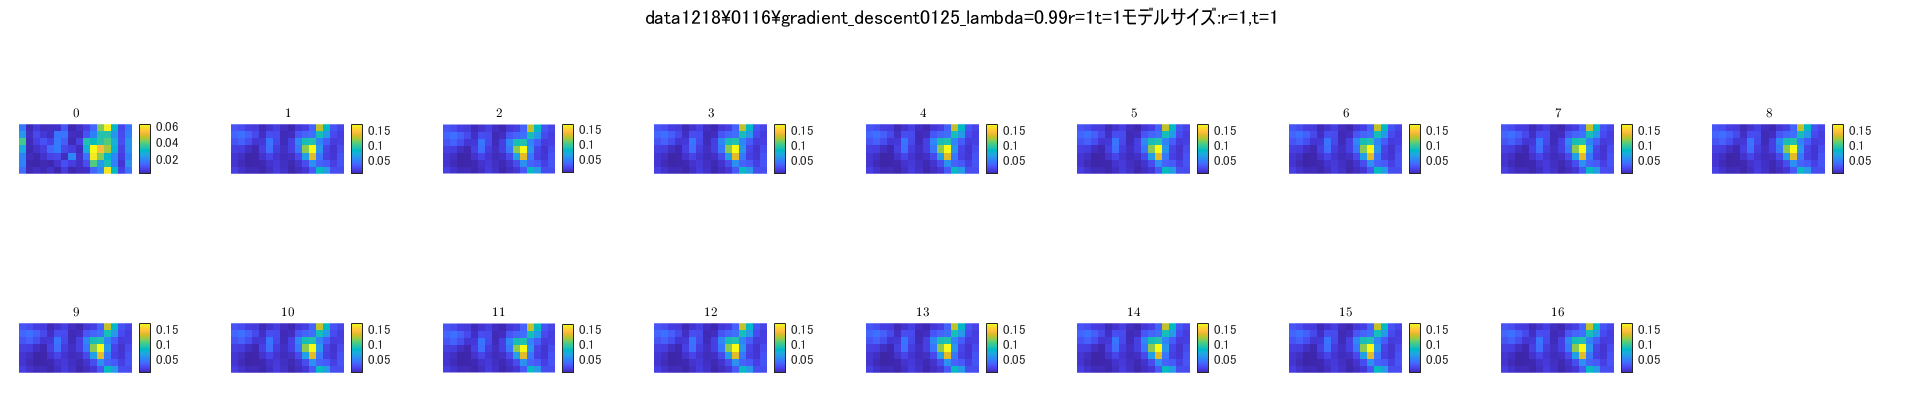 data1218¥0116¥gradient_descent0125_lambda=0.99r=1t=1モデルサイズ:r=1,t=1
0 1 2 3 4 5 6 7 8
0.06 0.15 0.15 0.15 0.15 0.15 0.15 0.15 0.15
0.04 0.1 0.1 0.1 0.1 0.1 0.1 0.1 0.1
0.02 0.05 0.05 0.05 0.05 0.05 0.05 0.05 0.05
9 10 11 12 13 14 15 16
0.15 0.15 0.15 0.15 0.15 0.15 0.15 0.15
0.1 0.1 0.1 0.1 0.1 0.1 0.1 0.1
0.05 0.05 0.05 0.05 0.05 0.05 0.05 0.05